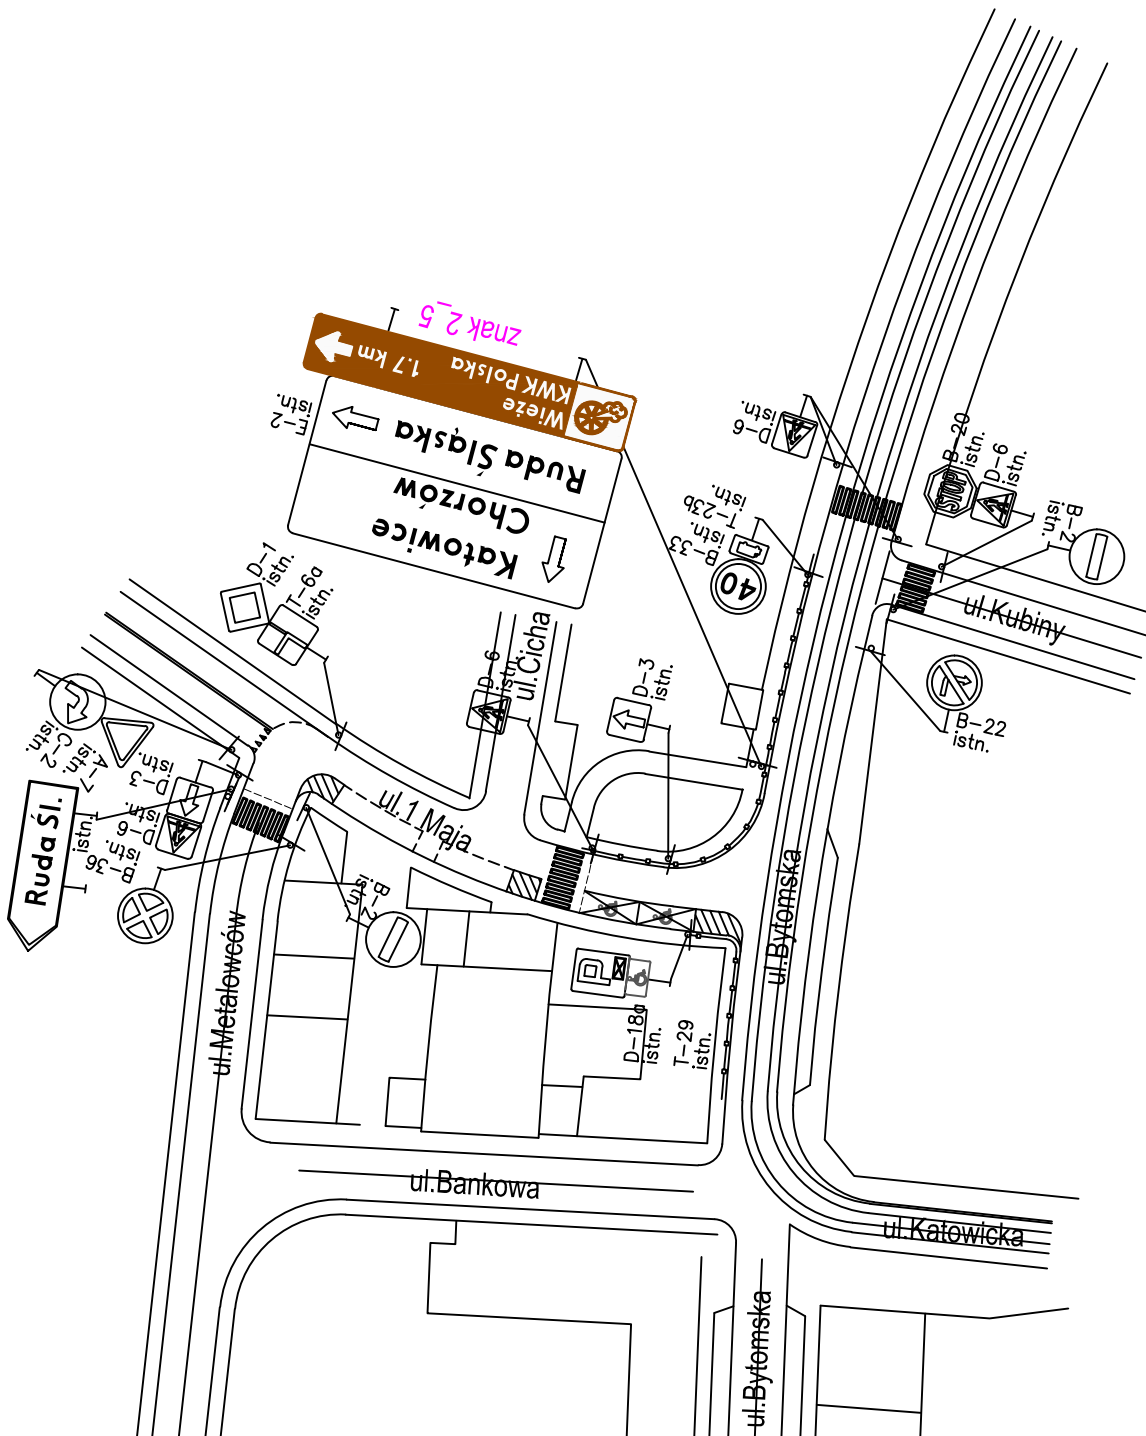 znak 2_5
Wieże
KWK Polska
1.7 km
E-2
istn.
Ruda Śląska
Chorzów
Katowice
D-6
istn.
B-20
istn.
D-6
istn.
STOP
B-2
istn.
T-23b
istn.
B-33
istn.
40
D-1
istn.
T-6a
istn.
ul.Kubiny
ul.Cicha
D-6
istn.
D-3
istn.
B-22
istn.
C-2
istn.
A-7
istn.
D-3
istn.
D-6
istn.
B-36
istn.
Ruda Śl.
istn.
ul.1 Maja
B-2
istn.
ul.Metalowców
ul.Bytomska
P
D-18a
istn.
T-29
istn.
ul.Bankowa
ul.Katowicka
ul.Bytomska